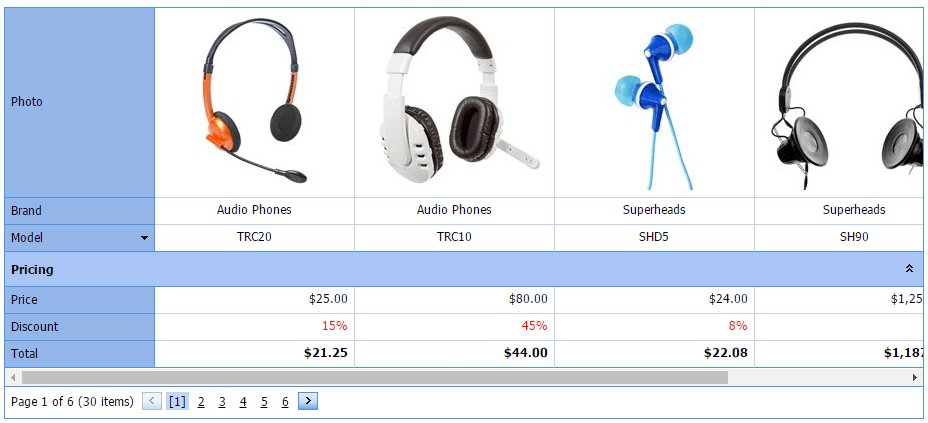 Photo
Brand Audio Phones Audio Phones Superheads Superheads
Model TRC20 TRC10 SHD5 SH90
Pricing
Price $25.00 $80.00 $24.00 $1,25
Discount 15% 45% 8%
Total $21.25 $44.00 $22.08 $1,187
Page 1 of 6 (30 items) [1] 2 3 4 5 6